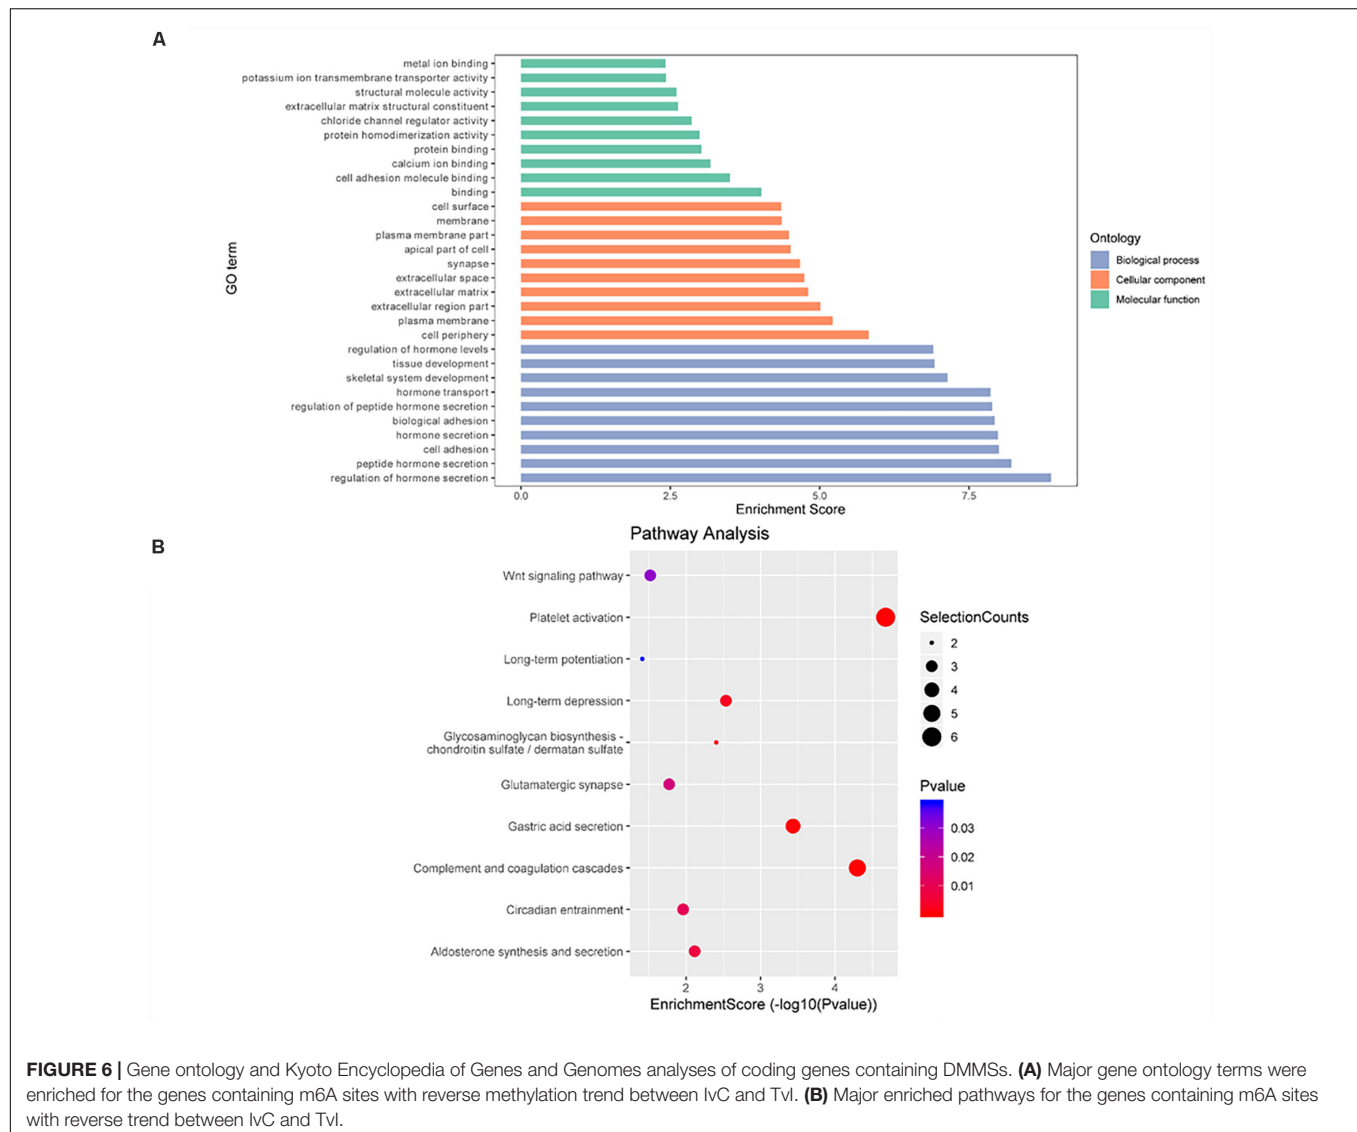 A
metal ion binding
potassium ion transmembrane transporter activity
structural molecule activity
extracellular matrix structural constituent
chloride channel regulator activity
protein homodimerization activity
protein binding
calcium ion binding
cell adhesion molecule binding
binding
cell surface
membrane
plasma membrane part
apical part of cell
synapse
extracellular space
extracellular matrix
extracellular region part
plasma membrane
cell periphery
regulation of hormone levels
tissue development
skeletal system development
hormone transport
regulation of peptide hormone secretion
biological adhesion
hormone secretion
cell adhesion
peptide hormone secretion
regulation of hormone secretion
GO term
0.0 2.5 5.0 7.5
Enrichment Score
Ontology
Biological process
Cellular component
Molecular function
B
Pathway Analysis
Wnt signaling pathway
Platelet activation
Long-term potentiation
Long-term depression
Glycosaminoglycan biosynthesis -
chondroitin sulfate / dermatan sulfate
Glutamatergic synapse
Gastric acid secretion
Complement and coagulation cascades
Circadian entrainment
Aldosterone synthesis and secretion
2 3 4
EnrichmentScore (-log10(Pvalue))
SelectionCounts
2
3
4
5
6
Pvalue
0.03
0.02
0.01
FIGURE 6 | Gene ontology and Kyoto Encyclopedia of Genes and Genomes analyses of coding genes containing DMMSs. (A) Major gene ontology terms were
enriched for the genes containing m6A sites with reverse methylation trend between IvC and TvI. (B) Major enriched pathways for the genes containing m6A sites
with reverse trend between IvC and TvI.